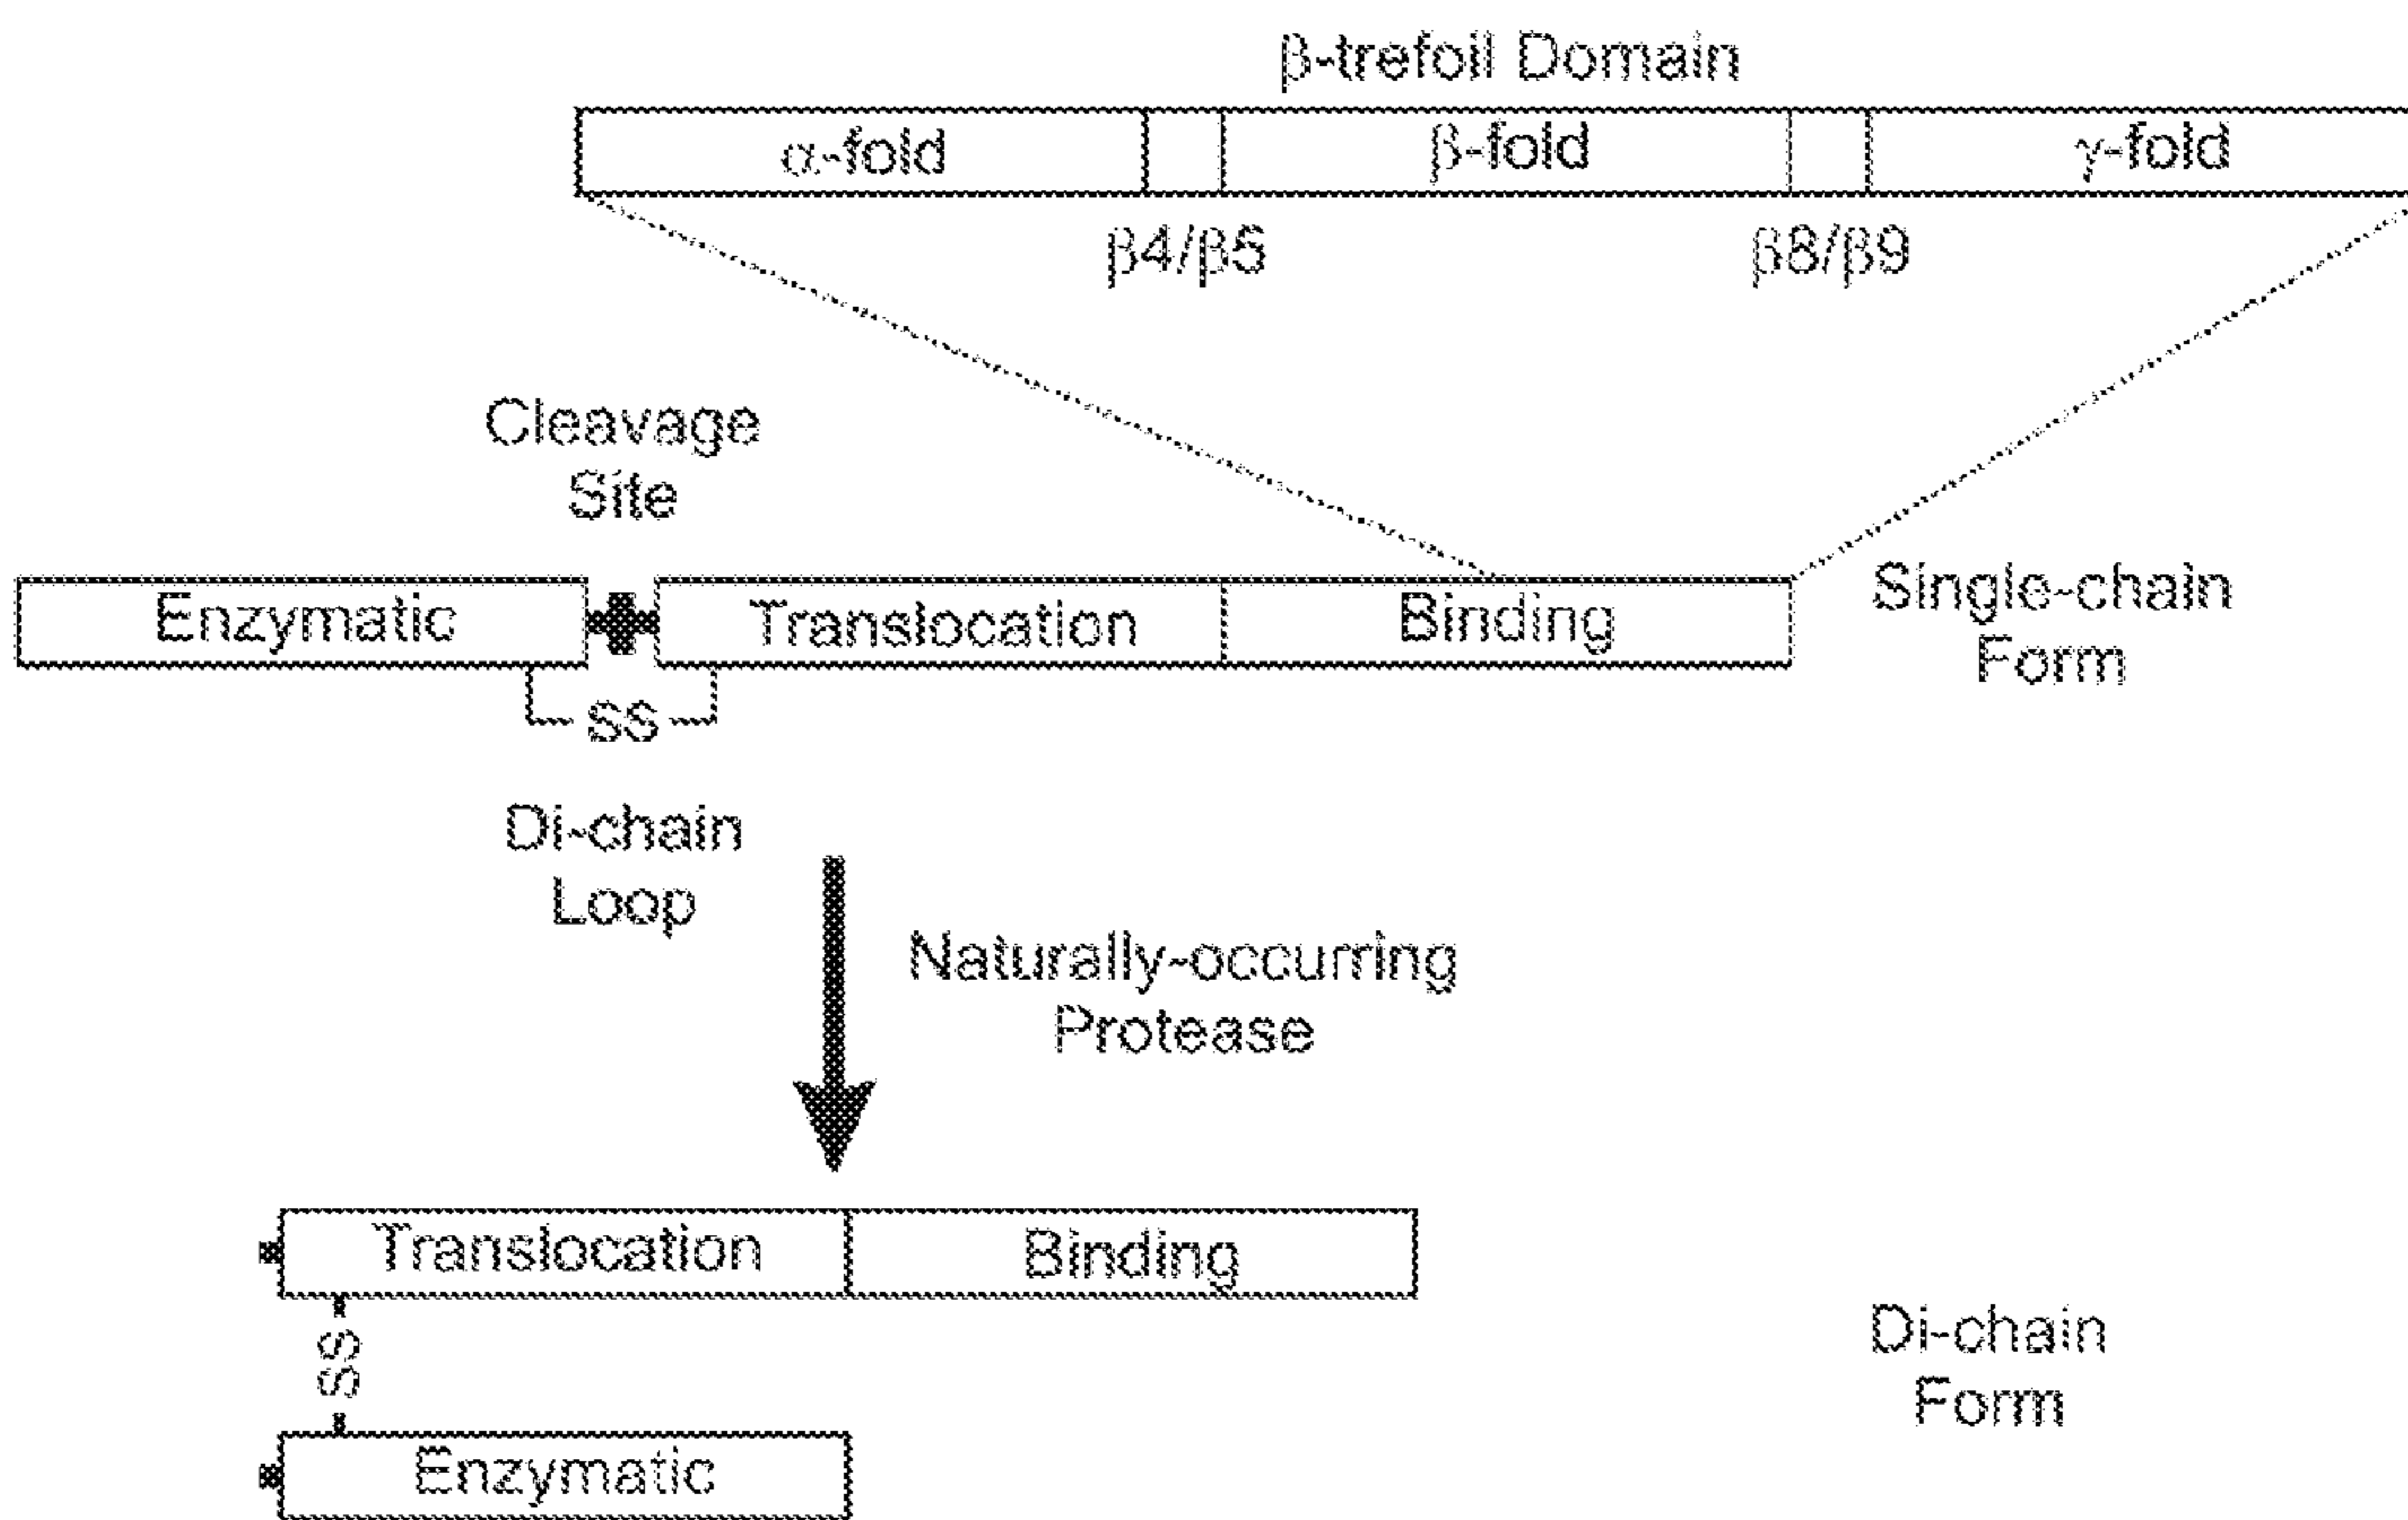 β-trefoil Domain
α-fold
β-fold
γ-fold
β4/β5
β8/β9
Cleavage
Site
Enzymatic
Translocation
Binding
Single-chain
Form
SS
Di-chain
Loop
Naturally-occurring
Protease
Translocation
Binding
SS
Di-chain
Form
Enzymatic